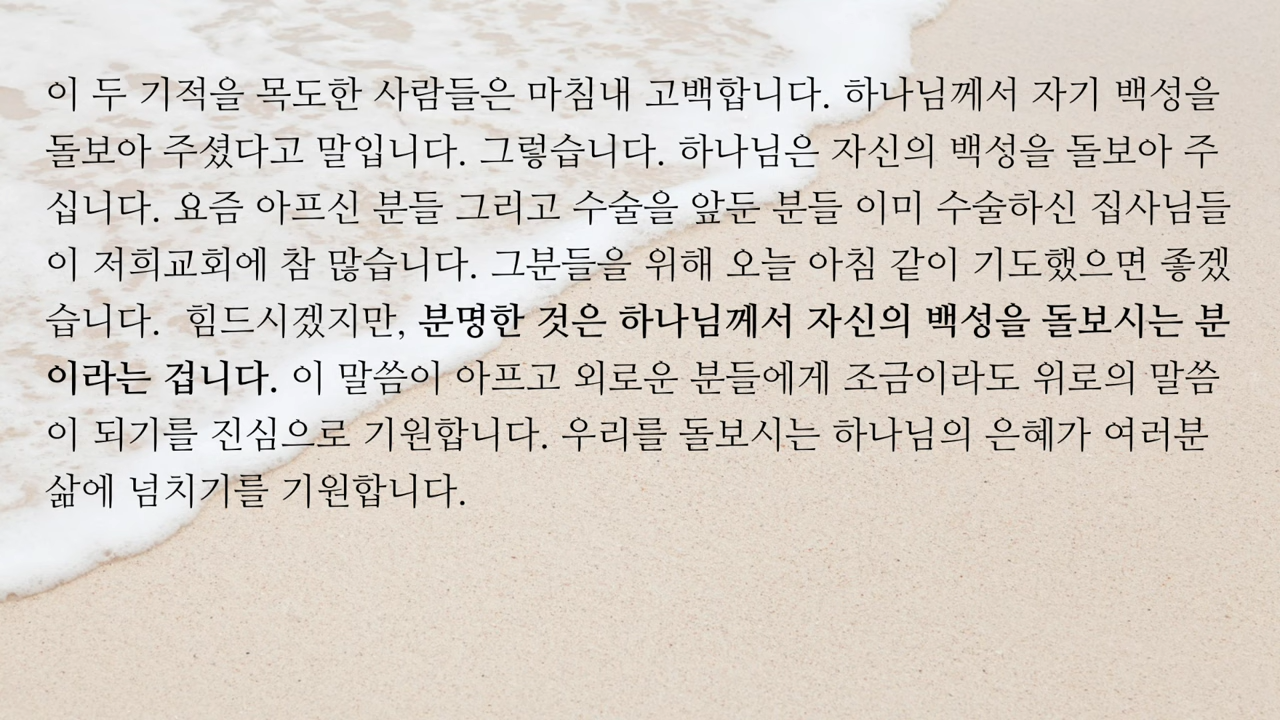 이 두 기적을 목도한 사람들은 마침내 고백합니다. 하나님께서 자기 백성을
돌보아 주셨다고 말입니다. 그렇습니다. 하나님은 자신의 백성을 돌보아 주
십니다. 요즘 아프신 분들 그리고 수술을 앞둔 분들 이미 수술하신 집사님들
이 저희교회에 참 많습니다. 그분들을 위해 오늘 아침 같이 기도했으면 좋겠
습니다.  힘드시겠지만, 분명한 것은 하나님께서 자신의 백성을 돌보시는 분
이라는 겁니다. 이 말씀이 아프고 외로운 분들에게 조금이라도 위로의 말씀
이 되기를 진심으로 기원합니다. 우리를 돌보시는 하나님의 은혜가 여러분
삶에 넘치기를 기원합니다.